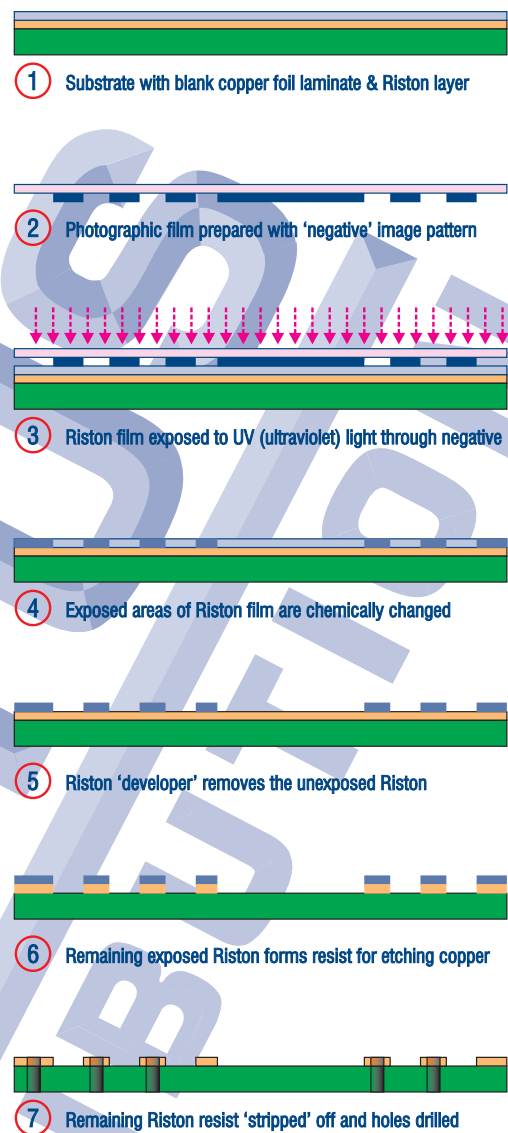 1 Substrate with blank copper foil laminate & Riston layer
2 Photographic film prepared with ‘negative’ image pattern
3 Riston film exposed to UV (ultraviolet) light through negative
4 Exposed areas of Riston film are chemically changed
5 Riston ‘developer’ removes the unexposed Riston
6 Remaining exposed Riston forms resist for etching copper
7 Remaining Riston resist ‘stripped’ off and holes drilled